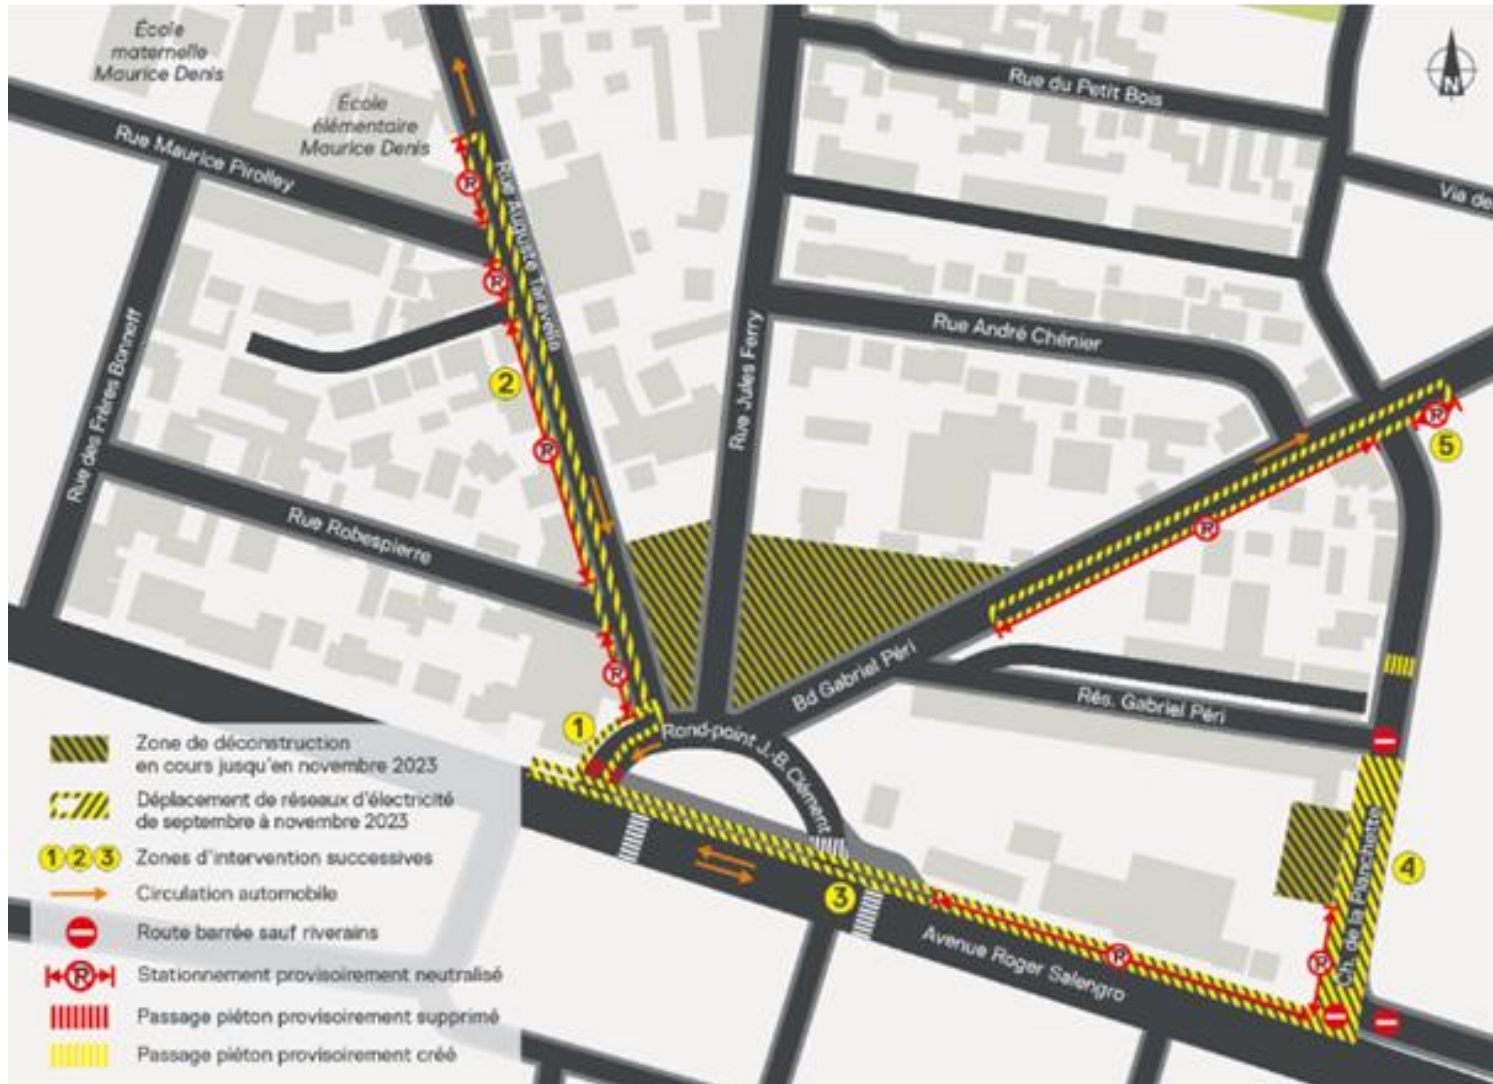 École
maternelle
Maurice Denis
École
élémentaire
Maurice Denis
N
Rue du Petit Bois
Rue Maurice Pirolley
Via de
Rue Auguste Taravella
R
R
Rue des Frères Bonneff
Rue Jules Ferry
Rue André Chénier
2
R
5
R
R
Rue Robespierre
R
Bd Gabriel Péri
Rés. Gabriel Péri
1
Rond-point J.-B. Clément
Zone de déconstruction
en cours jusqu'en novembre 2023
Déplacement de réseaux d'électricité
de septembre à novembre 2023
1 2 3 Zones d'intervention successives
Circulation automobile
Route barrée sauf riverains
R Stationnement provisoirement neutralisé
Passage piéton provisoirement supprimé
Passage piéton provisoirement créé
3
4
Ch. de la Planchette
Avenue Roger Salengro
R
R